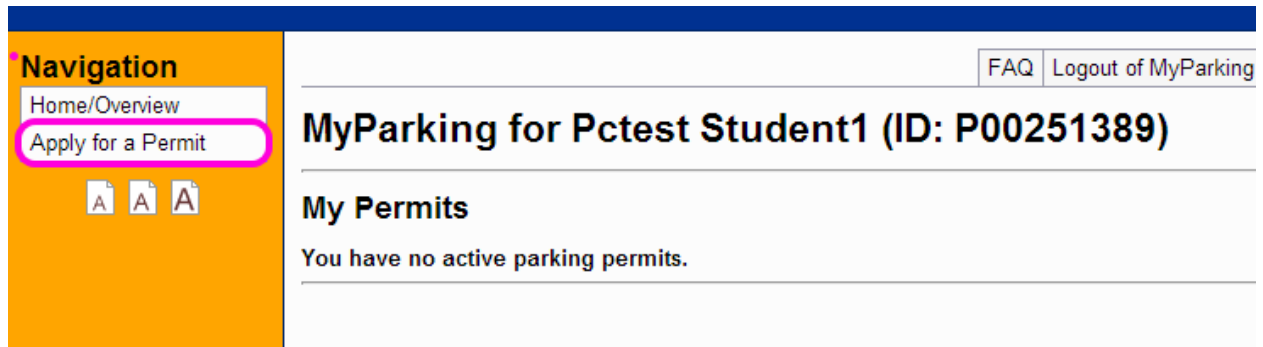 Navigation
Home/Overview
Apply for a Permit
A A A
FAQ Logout of MyParking
MyParking for Pctest Student1 (ID: P00251389)
My Permits
You have no active parking permits.